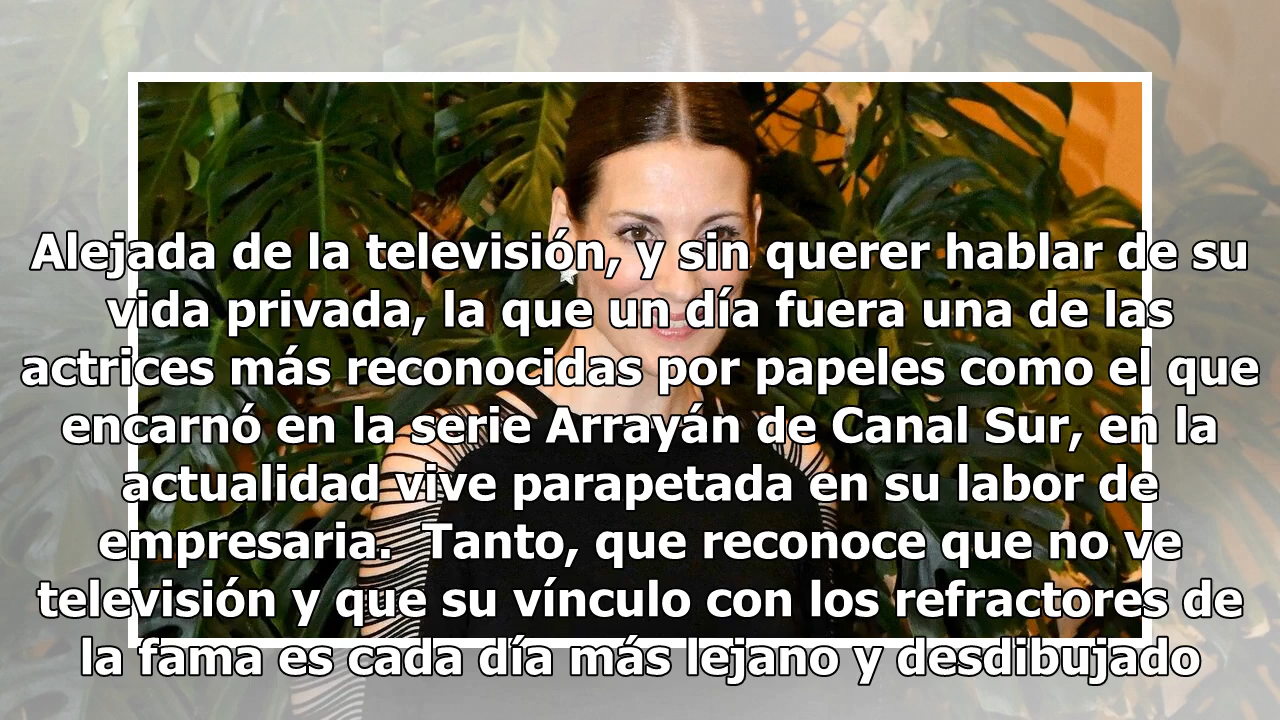 Alejada de la televisión, y sin querer hablar de su
vida privada, la que un día fuera una de las
actrices más reconocidas por papeles como el que
encarnó en la serie Arrayán de Canal Sur, en la
actualidad vive parapetada en su labor de
empresaria.  Tanto, que reconoce que no ve
televisión y que su vínculo con los refractores de
la fama es cada día más lejano y desdibujado